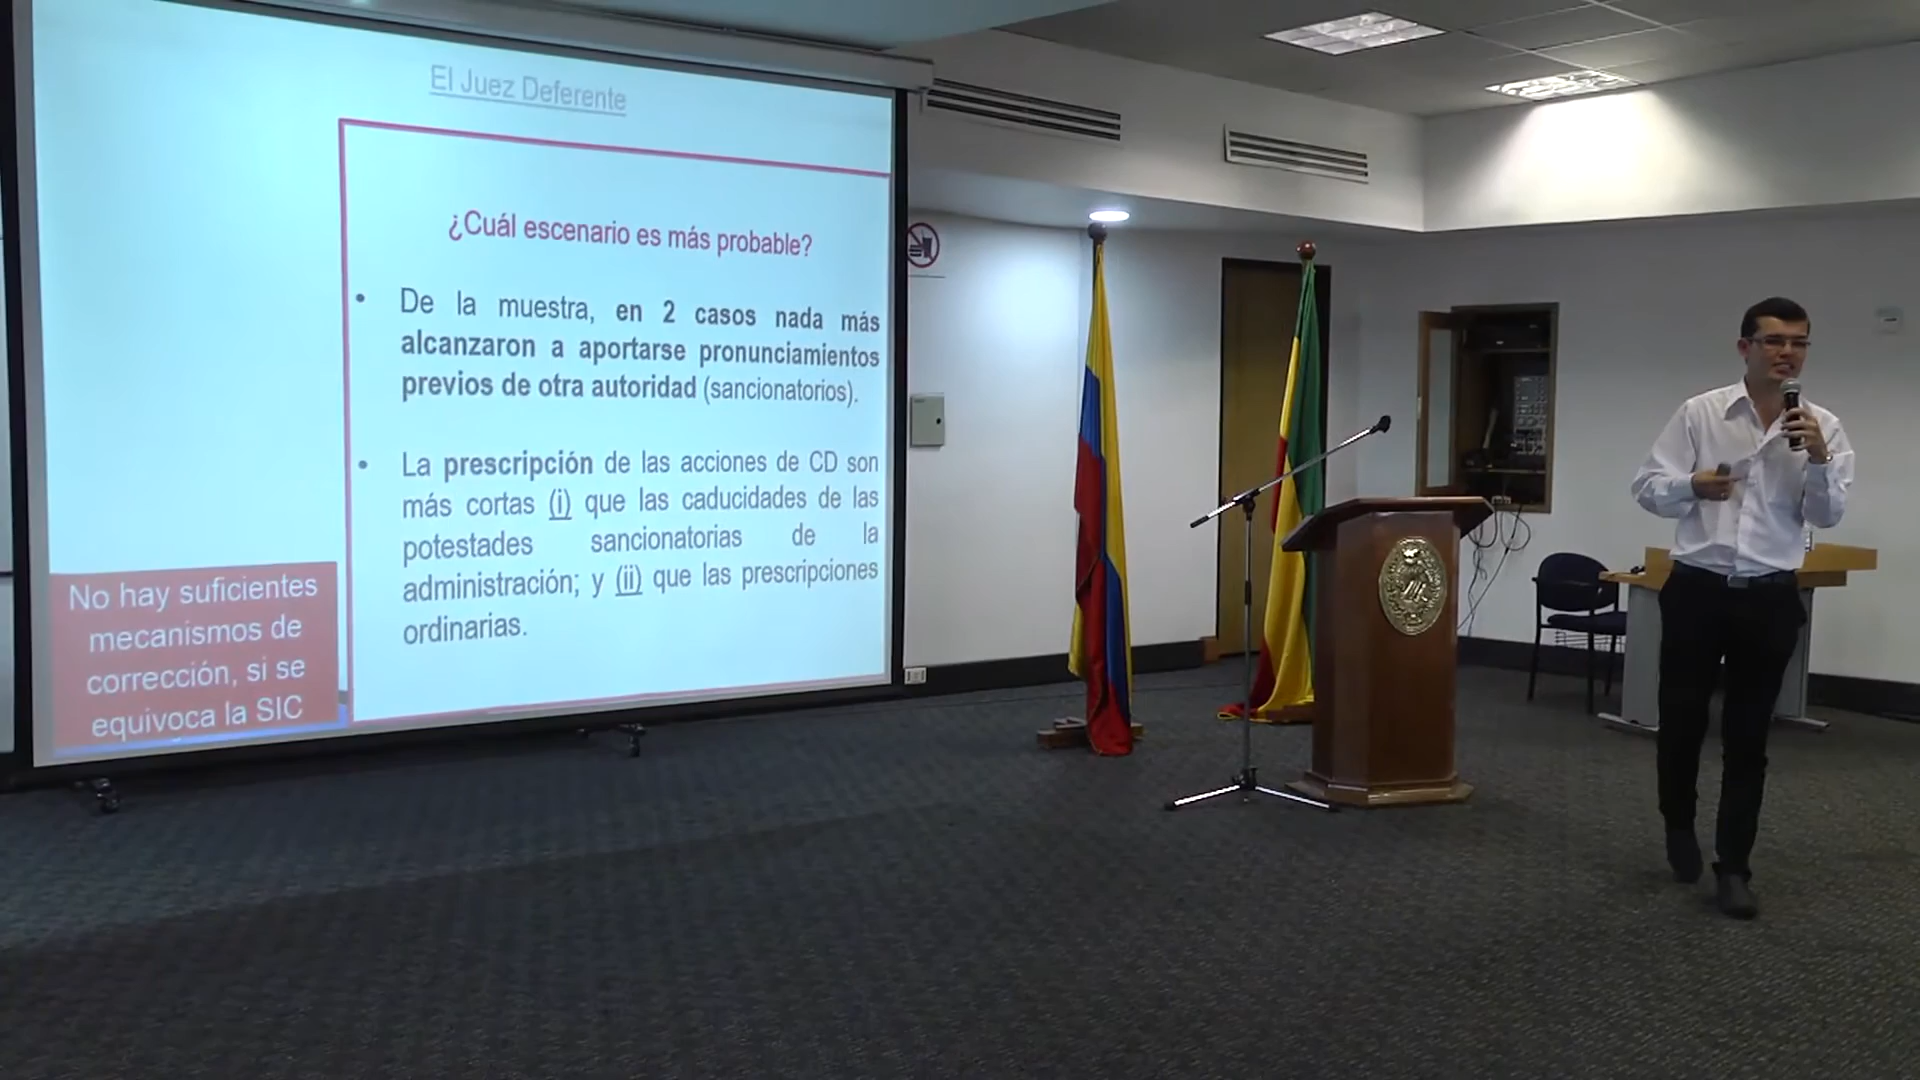 El Juez Deferente
¿Cuál escenario es más probable?
• De la muestra, en 2 casos nada más
alcanzaron a aportarse pronunciamientos
previos de otra autoridad (sancionatorios).
• La prescripción de las acciones de CD son
más cortas (i) que las caducidades de las
potestades sancionatorias de la
administración; y (ii) que las prescripciones
ordinarias.
No hay suficientes
mecanismos de
corrección, si se
equivoca la SIC